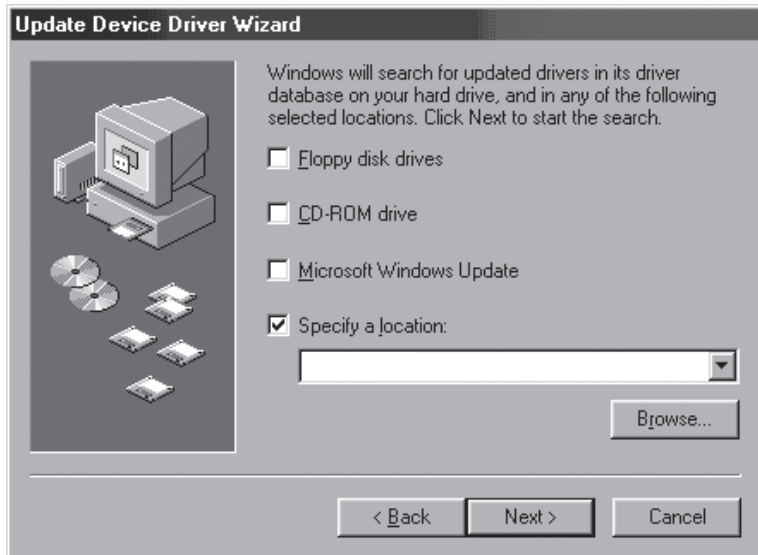 Update Device Driver Wizard
Windows will search for updated drivers in its driver
database on your hard drive, and in any of the following
selected locations. Click Next to start the search.
Floppy disk drives
CD-ROM drive
Microsoft Windows Update
Specify a location:
Browse...
< Back
Next >
Cancel